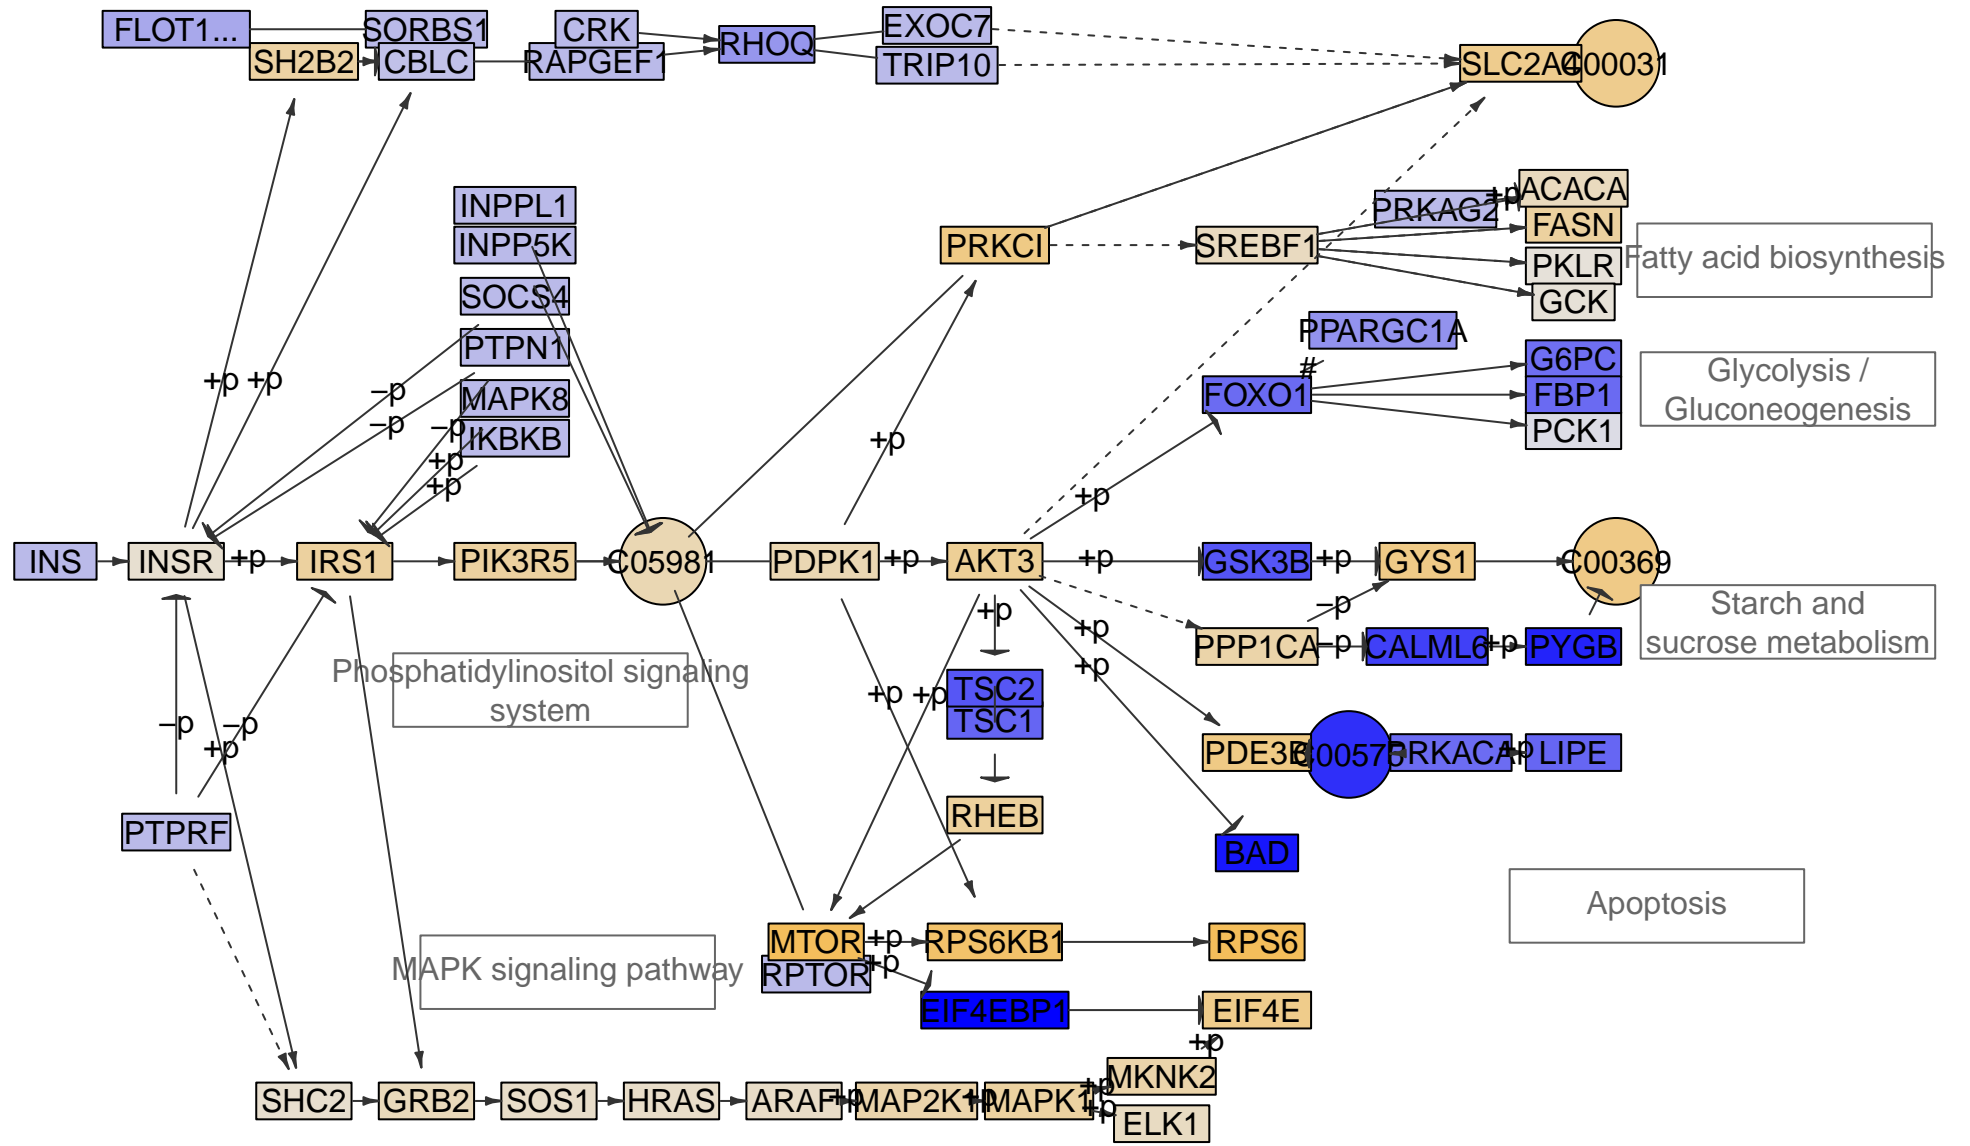 FLOT1...
SORBS1
CRK
EXOC7
RHOQ
SH2B2
CBLC
RAPGEF1
TRIP10
SLC2A4
C00031
INPPL1
INPP5K
SOCS4
PTPN1
MAPK8
IKBKB
PRKCI
SREBF1
PRKAG2
+p
ACACA
FASN
PKLR
GCK
Fatty acid biosynthesis
PPARGC1A
#
FOXO1
G6PC
FBP1
PCK1
Glycolysis /
Gluconeogenesis
+p
+p
−p
−p
−p
+p
+p
+p
+p
INS
INSR
+p
IRS1
PIK3R5
C05981
PDPK1
+p
AKT3
+p
GSK3B
+p
GYS1
C00369
−p
+p
+p
+p
PPP1CA
−p
CALML6
+p
PYGB
Starch and
sucrose metabolism
Phosphatidylinositol signaling
system
+p
+p
TSC2
TSC1
−p
+p
−p
PDE3B
C00575
PRKACA
+p
LIPE
PTPRF
RHEB
BAD
Apoptosis
MTOR
+p
RPS6KB1
RPS6
MAPK signaling pathway
RPTOR
+p
EIF4EBP1
EIF4E
+p
SHC2
GRB2
SOS1
HRAS
ARAF
+p
MAP2K1
+p
MAPK1
+p
MKNK2
+p
ELK1